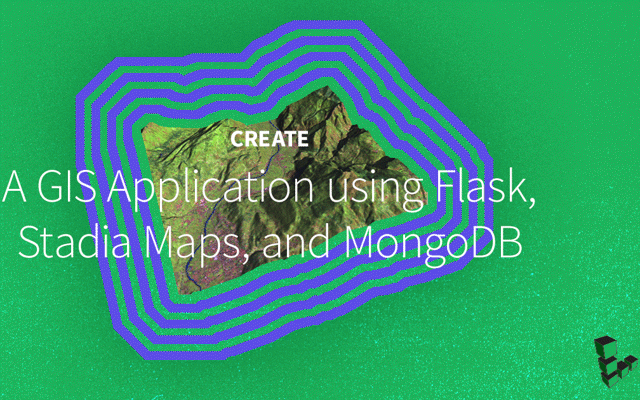 CREATE
A GIS Application using Flask,
Stadia Maps, and MongoDB